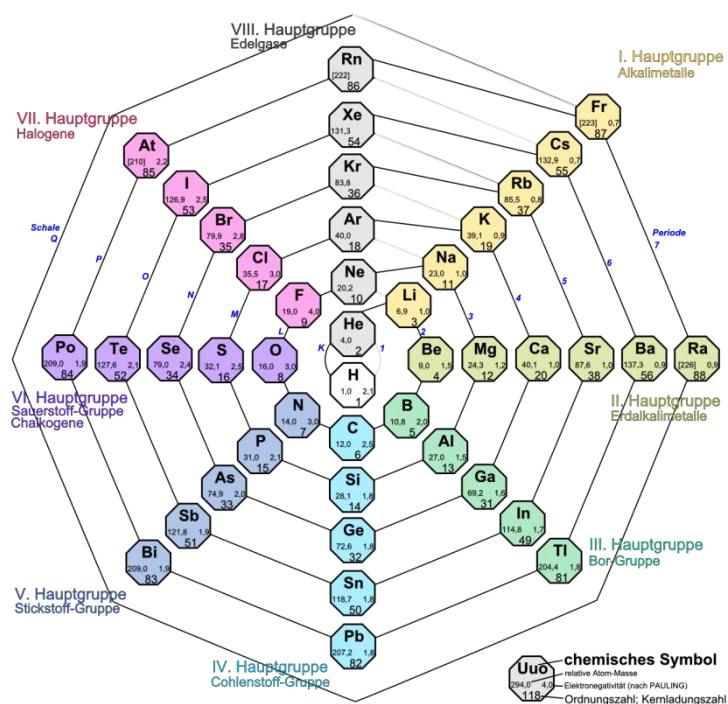 VIII. Hauptgruppe
Edelgase
I. Hauptgruppe
Alkalimetalle
VII. Hauptgruppe
Halogene
Rn
[222]
86
Fr
[223] 0,7
87
Xe
131,3
54
At
[210] 2,2
85
Cs
132,9 0,7
55
I
126,9 2,5
53
Kr
83,8
36
Rb
85,5 0,8
37
Br
79,9 2,8
35
Ar
40,0
18
K
39,1 0,9
19
Schale
Q
P
O
N
M
L
K
Periode
7
6
5
4
3
2
1
Cl
35,5 3,0
17
Na
23,0 1,0
11
Ne
20,2
10
F
19,0 4,0
9
Li
6,9 1,0
3
He
4,0
2
Po
209,0 1,9
84
Te
127,6 2,1
52
Se
79,0 2,4
34
S
32,1 2,5
16
O
16,0 3,0
8
Be
9,0 1,5
4
Mg
24,3 1,2
12
Ca
40,1 1,0
20
Sr
87,6 1,0
38
Ba
137,3 0,9
56
Ra
[226] 0,9
88
H
1,0 2,1
1
VI. Hauptgruppe
Sauerstoff-Gruppe
Chalkogene
II. Hauptgruppe
Erdalkalimetalle
N
14,0 3,0
7
B
10,8 2,0
5
C
12,0 2,5
6
P
31,0 2,1
15
Al
27,0 1,5
13
Si
28,1 1,8
14
As
74,9 2,0
33
Ga
69,2 1,6
31
Ge
72,6 1,8
32
Sb
121,8 1,9
51
In
114,8 1,7
49
Bi
209,0 1,9
83
Tl
204,4 1,8
81
Sn
118,7 1,8
50
III. Hauptgruppe
Bor-Gruppe
V. Hauptgruppe
Stickstoff-Gruppe
Pb
207,2 1,8
82
IV. Hauptgruppe
Cohlenstoff-Gruppe
Uuo
294,0 4,0
118
chemisches Symbol
relative Atom-Masse
Elektronegativität (nach PAULING)
Ordnungszahl; Kernladungszahl